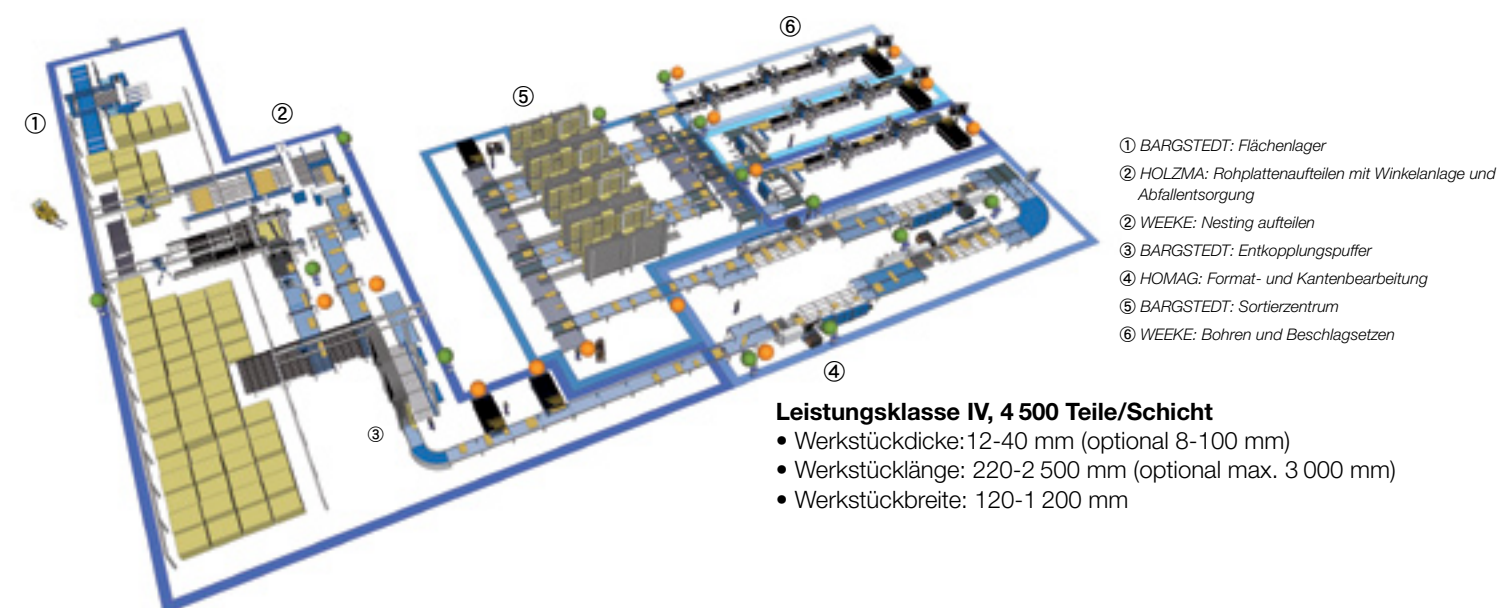 ⑥
⑤
②
①
① BARGSTEDT: Flächenlager
② HOLZMA: Rohplattenaufteilen mit Winkelanlage und
Abfallentsorgung
② WEEKE: Nesting aufteilen
③ BARGSTEDT: Entkopplungspuffer
④ HOMAG: Format- und Kantenbearbeitung
⑤ BARGSTEDT: Sortierzentrum
⑥ WEEKE: Bohren und Beschlagsetzen
④
③
Leistungsklasse IV, 4 500 Teile/Schicht
• Werkstückdicke:12-40 mm (optional 8-100 mm)
• Werkstücklänge: 220-2 500 mm (optional max. 3 000 mm)
• Werkstückbreite: 120-1 200 mm